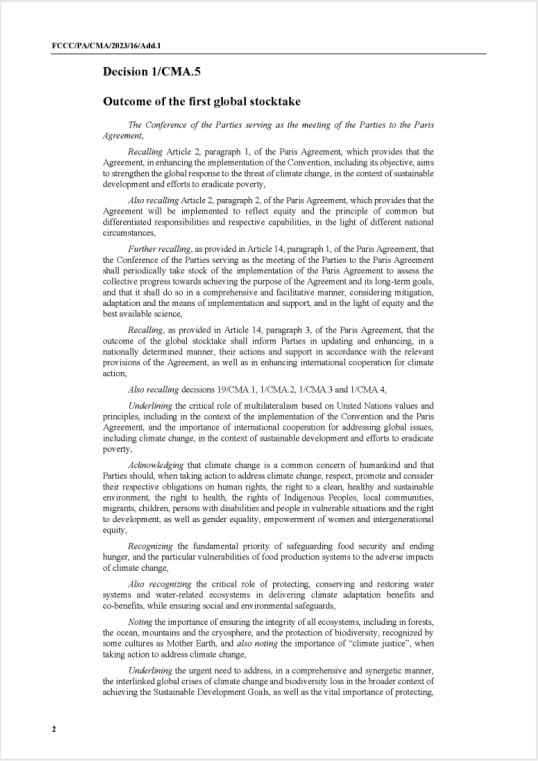 FCCC/PA/CMA/2023/16/Add.1
Decision 1/CMA.5
Outcome of the first global stocktake
The Conference of the Parties serving as the meeting of the Parties to the Paris
Agreement,
Recalling Article 2, paragraph 1, of the Paris Agreement, which provides that the
Agreement, in enhancing the implementation of the Convention, including its objective, aims
to strengthen the global response to the threat of climate change, in the context of sustainable
development and efforts to eradicate poverty,
Also recalling Article 2, paragraph 2, of the Paris Agreement, which provides that the
Agreement will be implemented to reflect equity and the principle of common but
differentiated responsibilities and respective capabilities, in the light of different national
circumstances,
Further recalling, as provided in Article 14, paragraph 1, of the Paris Agreement, that
the Conference of the Parties serving as the meeting of the Parties to the Paris Agreement
shall periodically take stock of the implementation of the Paris Agreement to assess the
collective progress towards achieving the purpose of the Agreement and its long-term goals,
and that it shall do so in a comprehensive and facilitative manner, considering mitigation,
adaptation and the means of implementation and support, and in the light of equity and the
best available science,
Recalling, as provided in Article 14, paragraph 3, of the Paris Agreement, that the
outcome of the global stocktake shall inform Parties in updating and enhancing, in a
nationally determined manner, their actions and support in accordance with the relevant
provisions of the Agreement, as well as in enhancing international cooperation for climate
action,
Also recalling decisions 19/CMA.1, 1/CMA.2, 1/CMA.3 and 1/CMA.4,
Underlining the critical role of multilateralism based on United Nations values and
principles, including in the context of the implementation of the Convention and the Paris
Agreement, and the importance of international cooperation for addressing global issues,
including climate change, in the context of sustainable development and efforts to eradicate
poverty,
Acknowledging that climate change is a common concern of humankind and that
Parties should, when taking action to address climate change, respect, promote and consider
their respective obligations on human rights, the right to a clean, healthy and sustainable
environment, the right to health, the rights of Indigenous Peoples, local communities,
migrants, children, persons with disabilities and people in vulnerable situations and the right
to development, as well as gender equality, empowerment of women and intergenerational
equity,
Recognizing the fundamental priority of safeguarding food security and ending
hunger, and the particular vulnerabilities of food production systems to the adverse impacts
of climate change,
Also recognizing the critical role of protecting, conserving and restoring water
systems and water-related ecosystems in delivering climate adaptation benefits and
co-benefits, while ensuring social and environmental safeguards,
Noting the importance of ensuring the integrity of all ecosystems, including in forests,
the ocean, mountains and the cryosphere, and the protection of biodiversity, recognized by
some cultures as Mother Earth, and also noting the importance of “climate justice”, when
taking action to address climate change,
Underlining the urgent need to address, in a comprehensive and synergetic manner,
the interlinked global crises of climate change and biodiversity loss in the broader context of
achieving the Sustainable Development Goals, as well as the vital importance of protecting,
2